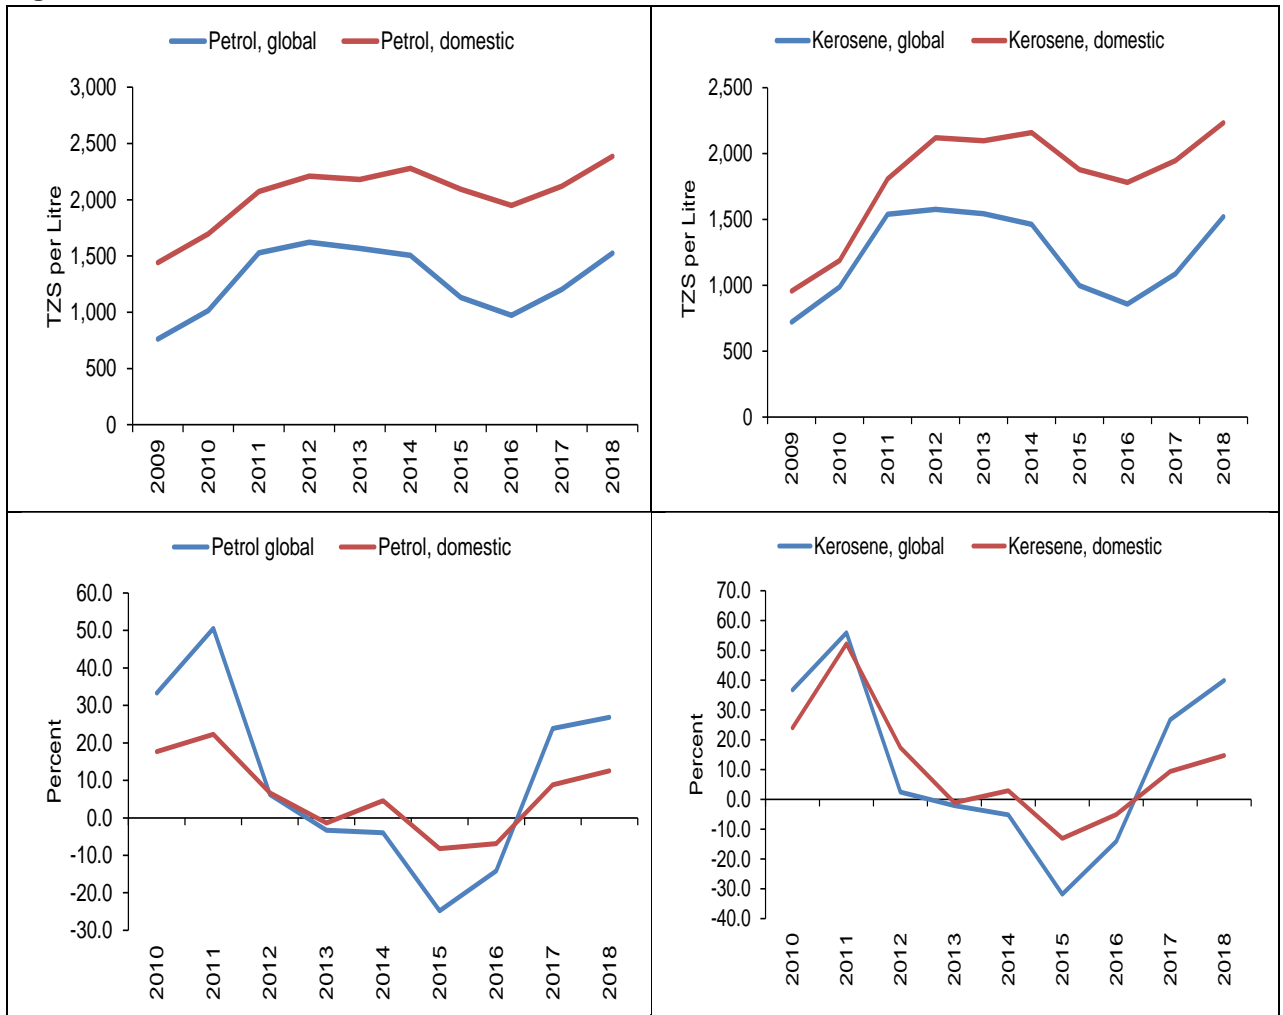 Petrol, global Petrol, domestic
TZS per Litre
3,000
2,500
2,000
1,500
1,000
500
0
2009 2010 2011 2012 2013 2014 2015 2016 2017 2018
Kerosene, global Kerosene, domestic
TZS per Litre
2,500
2,000
1,500
1,000
500
0
2009 2010 2011 2012 2013 2014 2015 2016 2017 2018
Petrol global Petrol, domestic
Percent
60.0
50.0
40.0
30.0
20.0
10.0
0.0
-10.0
-20.0
-30.0
2010 2011 2012 2013 2014 2015 2016 2017 2018
Kerosene, global Keresene, domestic
Percent
70.0
60.0
50.0
40.0
30.0
20.0
10.0
0.0
-10.0
-20.0
-30.0
-40.0
2010 2011 2012 2013 2014 2015 2016 2017 2018